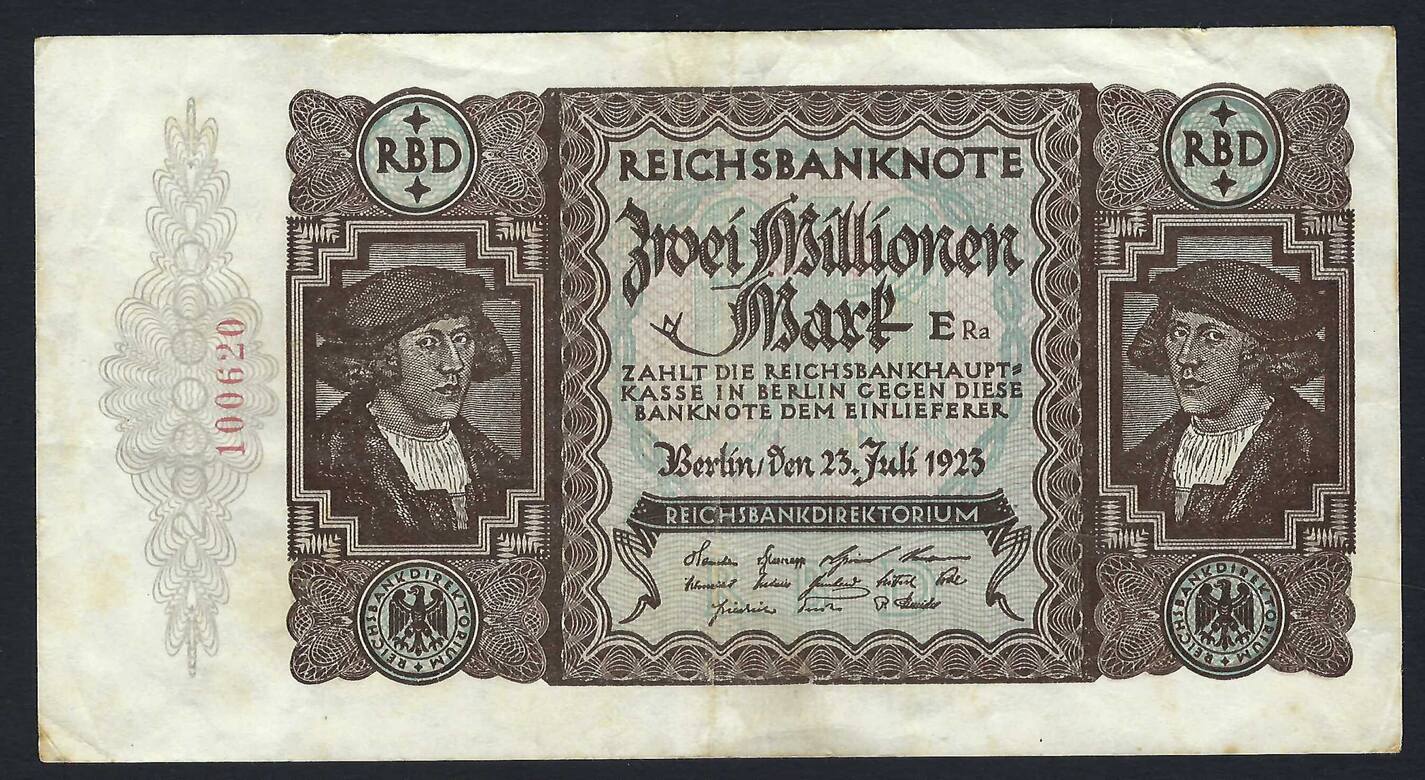 RBD
RBD
REICHSBANKNOTE
Zwei Millionen
Mark
E Ra
ZAHLT DIE REICHSBANKHAUPT=
KASSE IN BERLIN GEGEN DIESE
BANKNOTE DEM EINLIEFERER
Berlin, den 23. Juli 1923
REICHSBANKDIREKTORIUM
100620
REICHSBANKDIREKTORIUM
REICHSBANKDIREKTORIUM